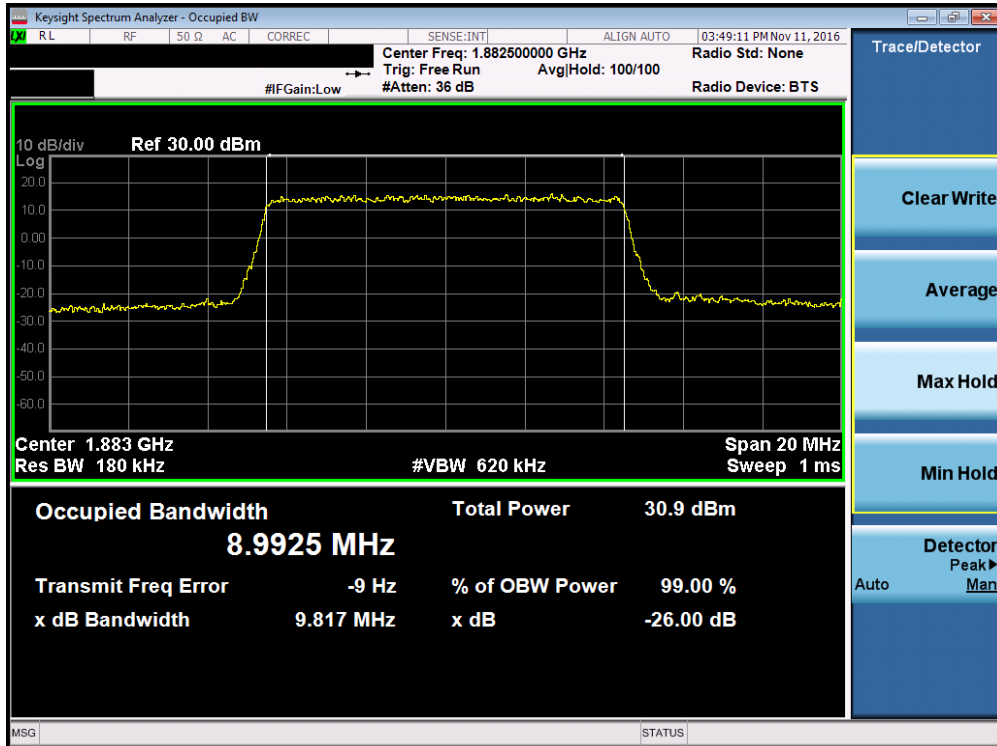 Keysight Spectrum Analyzer - Occupied BW
LXI RL RF 50 Ω AC CORREC SENSE:INT ALIGN AUTO 03:49:11 PM Nov 11, 2016
Center Freq: 1.882500000 GHz Radio Std: None
Trig: Free Run Avg|Hold: 100/100
#IFGain:Low #Atten: 36 dB Radio Device: BTS
10 dB/div Ref 30.00 dBm
Log
20.0
10.0
0.00
-10.0
-20.0
-30.0
-40.0
-50.0
-60.0
Center 1.883 GHz Span 20 MHz
Res BW 180 kHz #VBW 620 kHz Sweep 1 ms
Occupied Bandwidth Total Power 30.9 dBm
8.9925 MHz
Transmit Freq Error -9 Hz % of OBW Power 99.00 %
x dB Bandwidth 9.817 MHz x dB -26.00 dB
Trace/Detector
Clear Write
Average
Max Hold
Min Hold
Detector
Peak▶
Auto Man
MSG STATUS